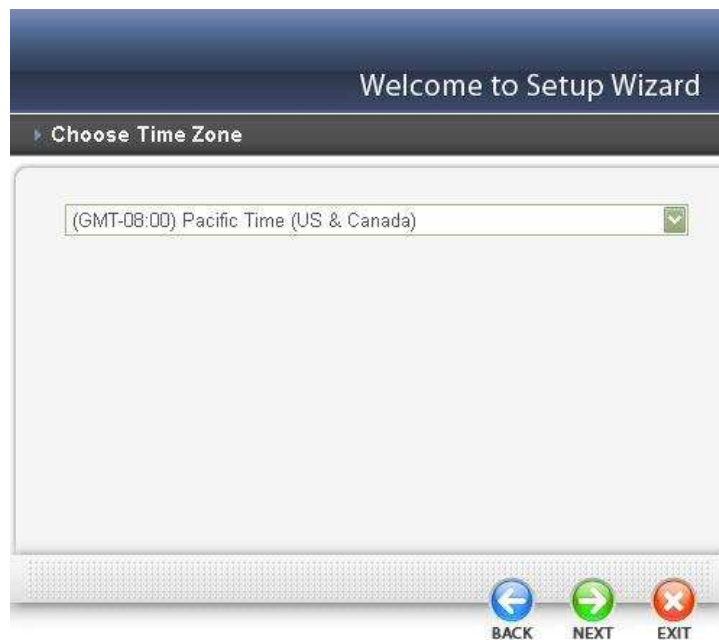 Welcome to Setup Wizard
Choose Time Zone
(GMT-08:00) Pacific Time (US & Canada)
BACK NEXT EXIT